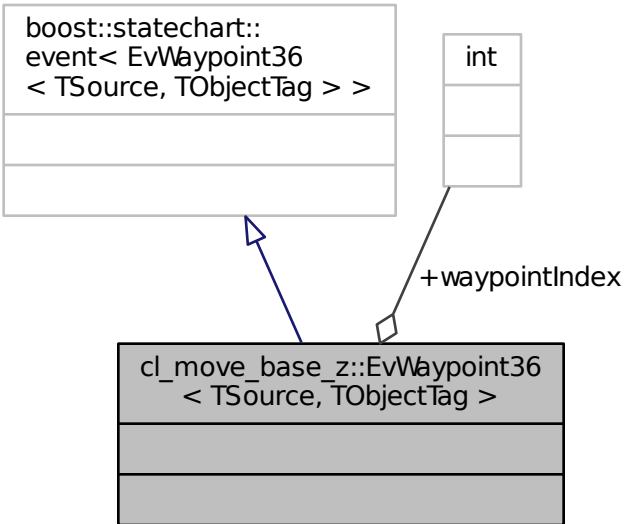 boost::statechart::
event< EvWaypoint36
< TSource, TObjectTag > >
int
+waypointIndex
cl_move_base_z::EvWaypoint36
< TSource, TObjectTag >